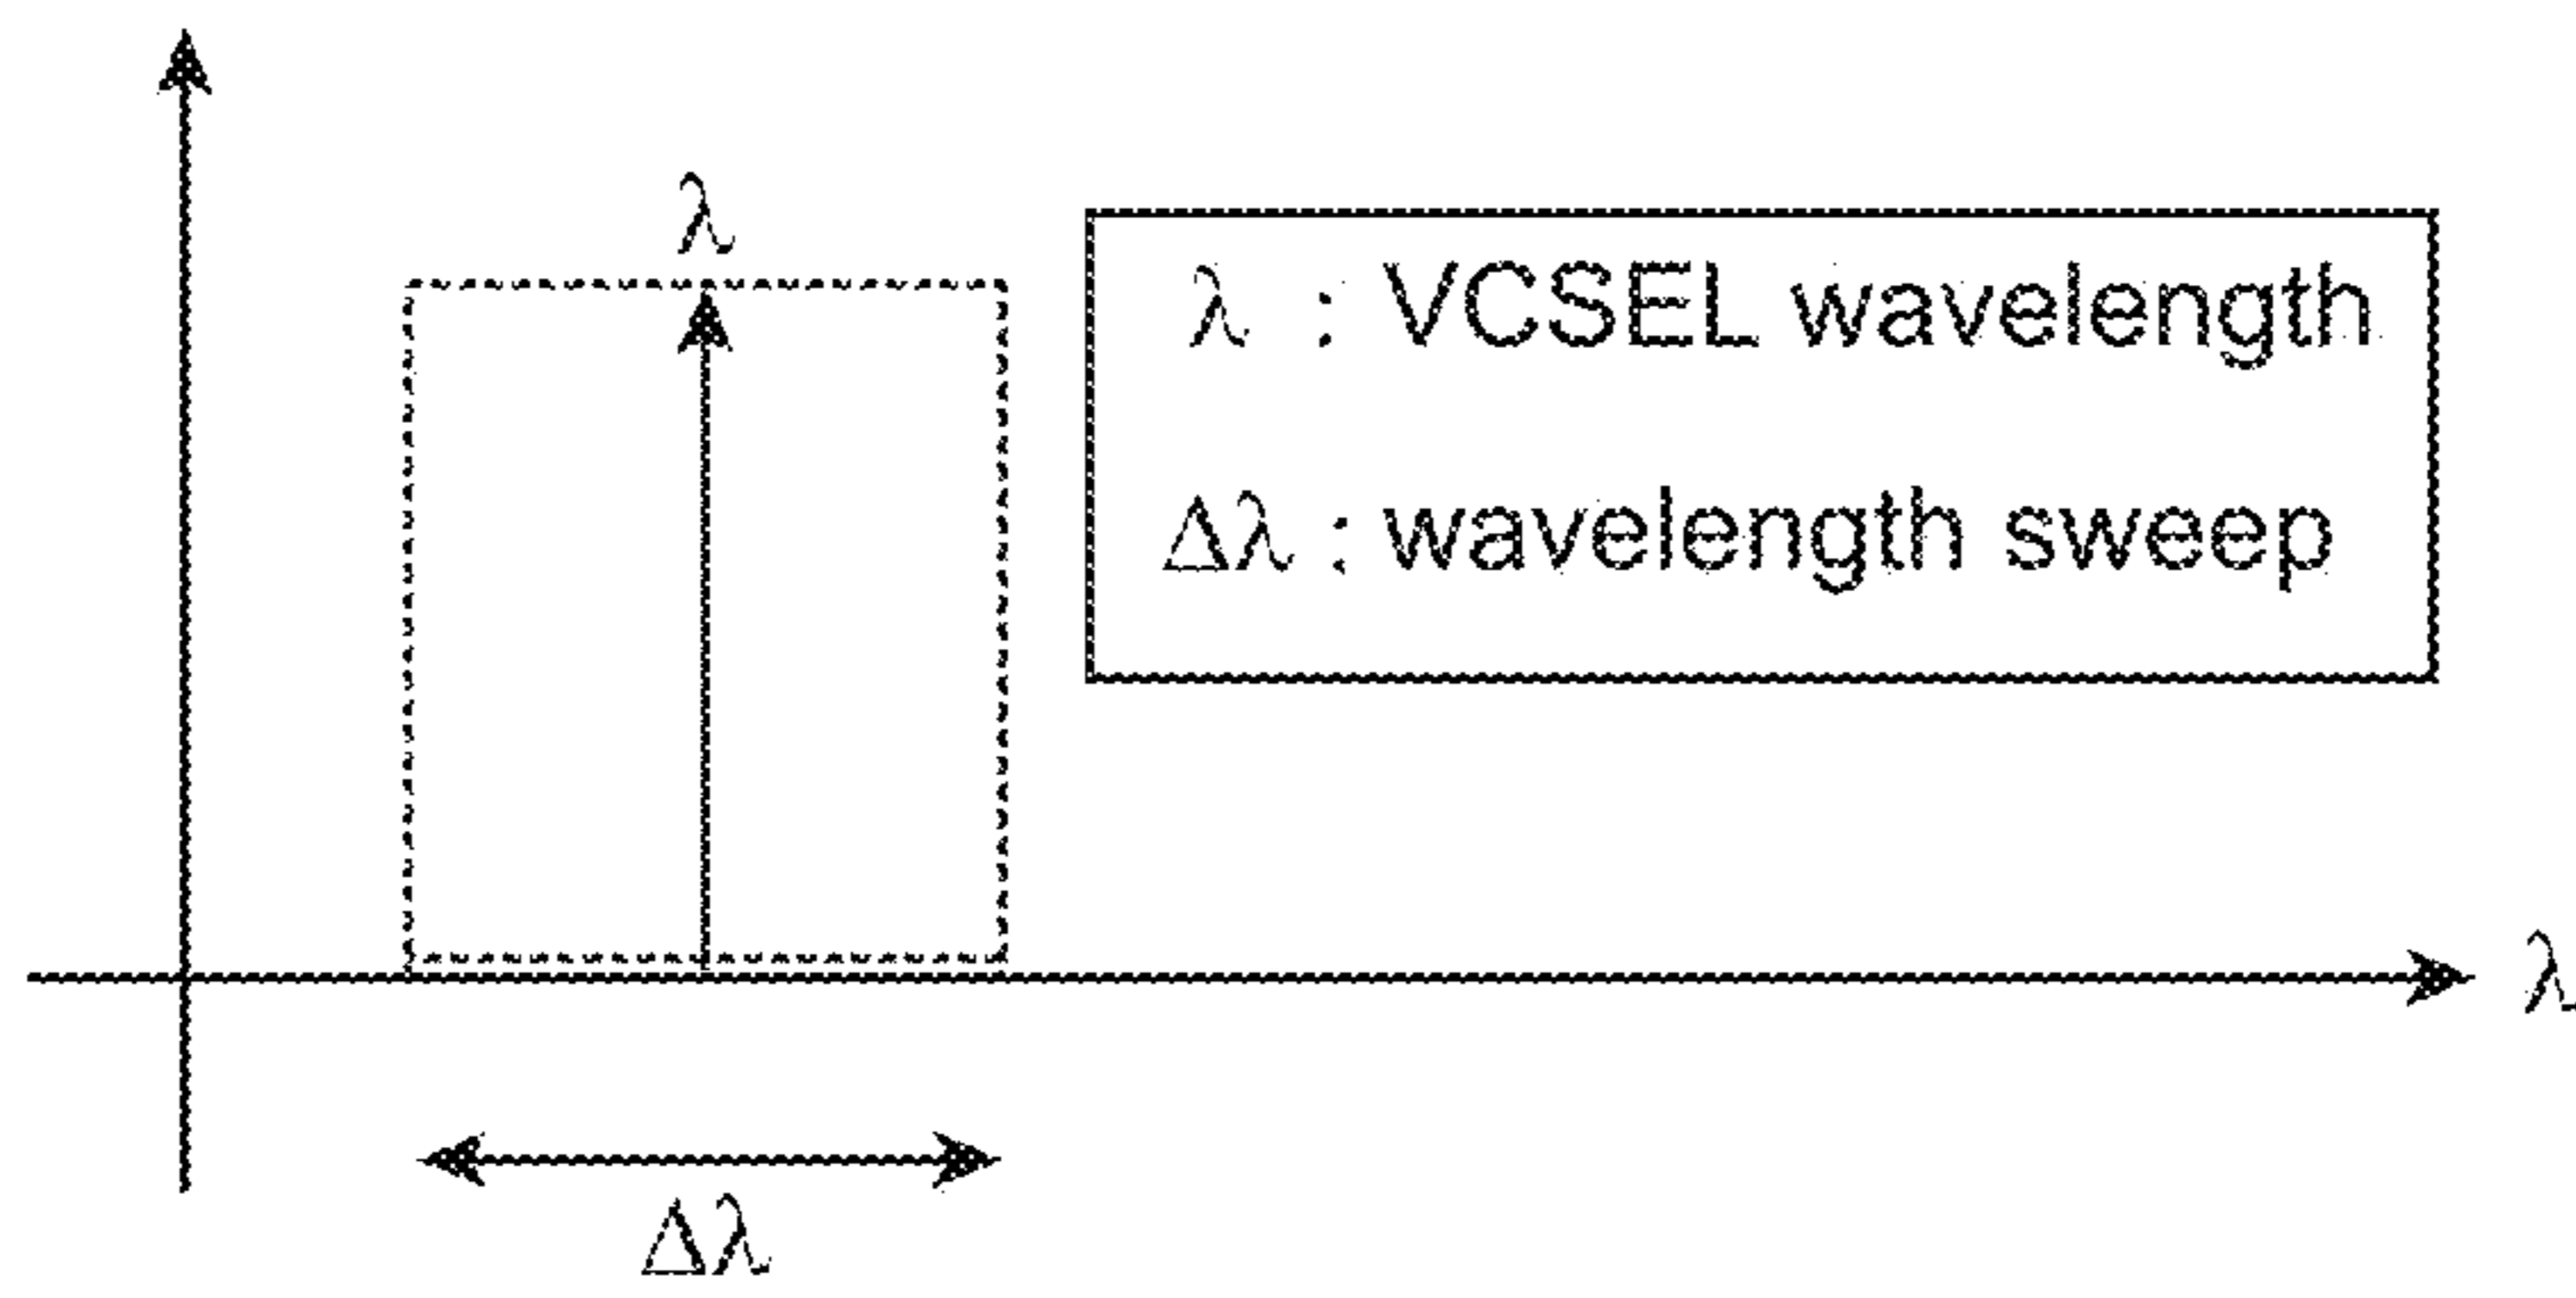 λ
λ : VCSEL wavelength
Δλ : wavelength sweep
λ
Δλ